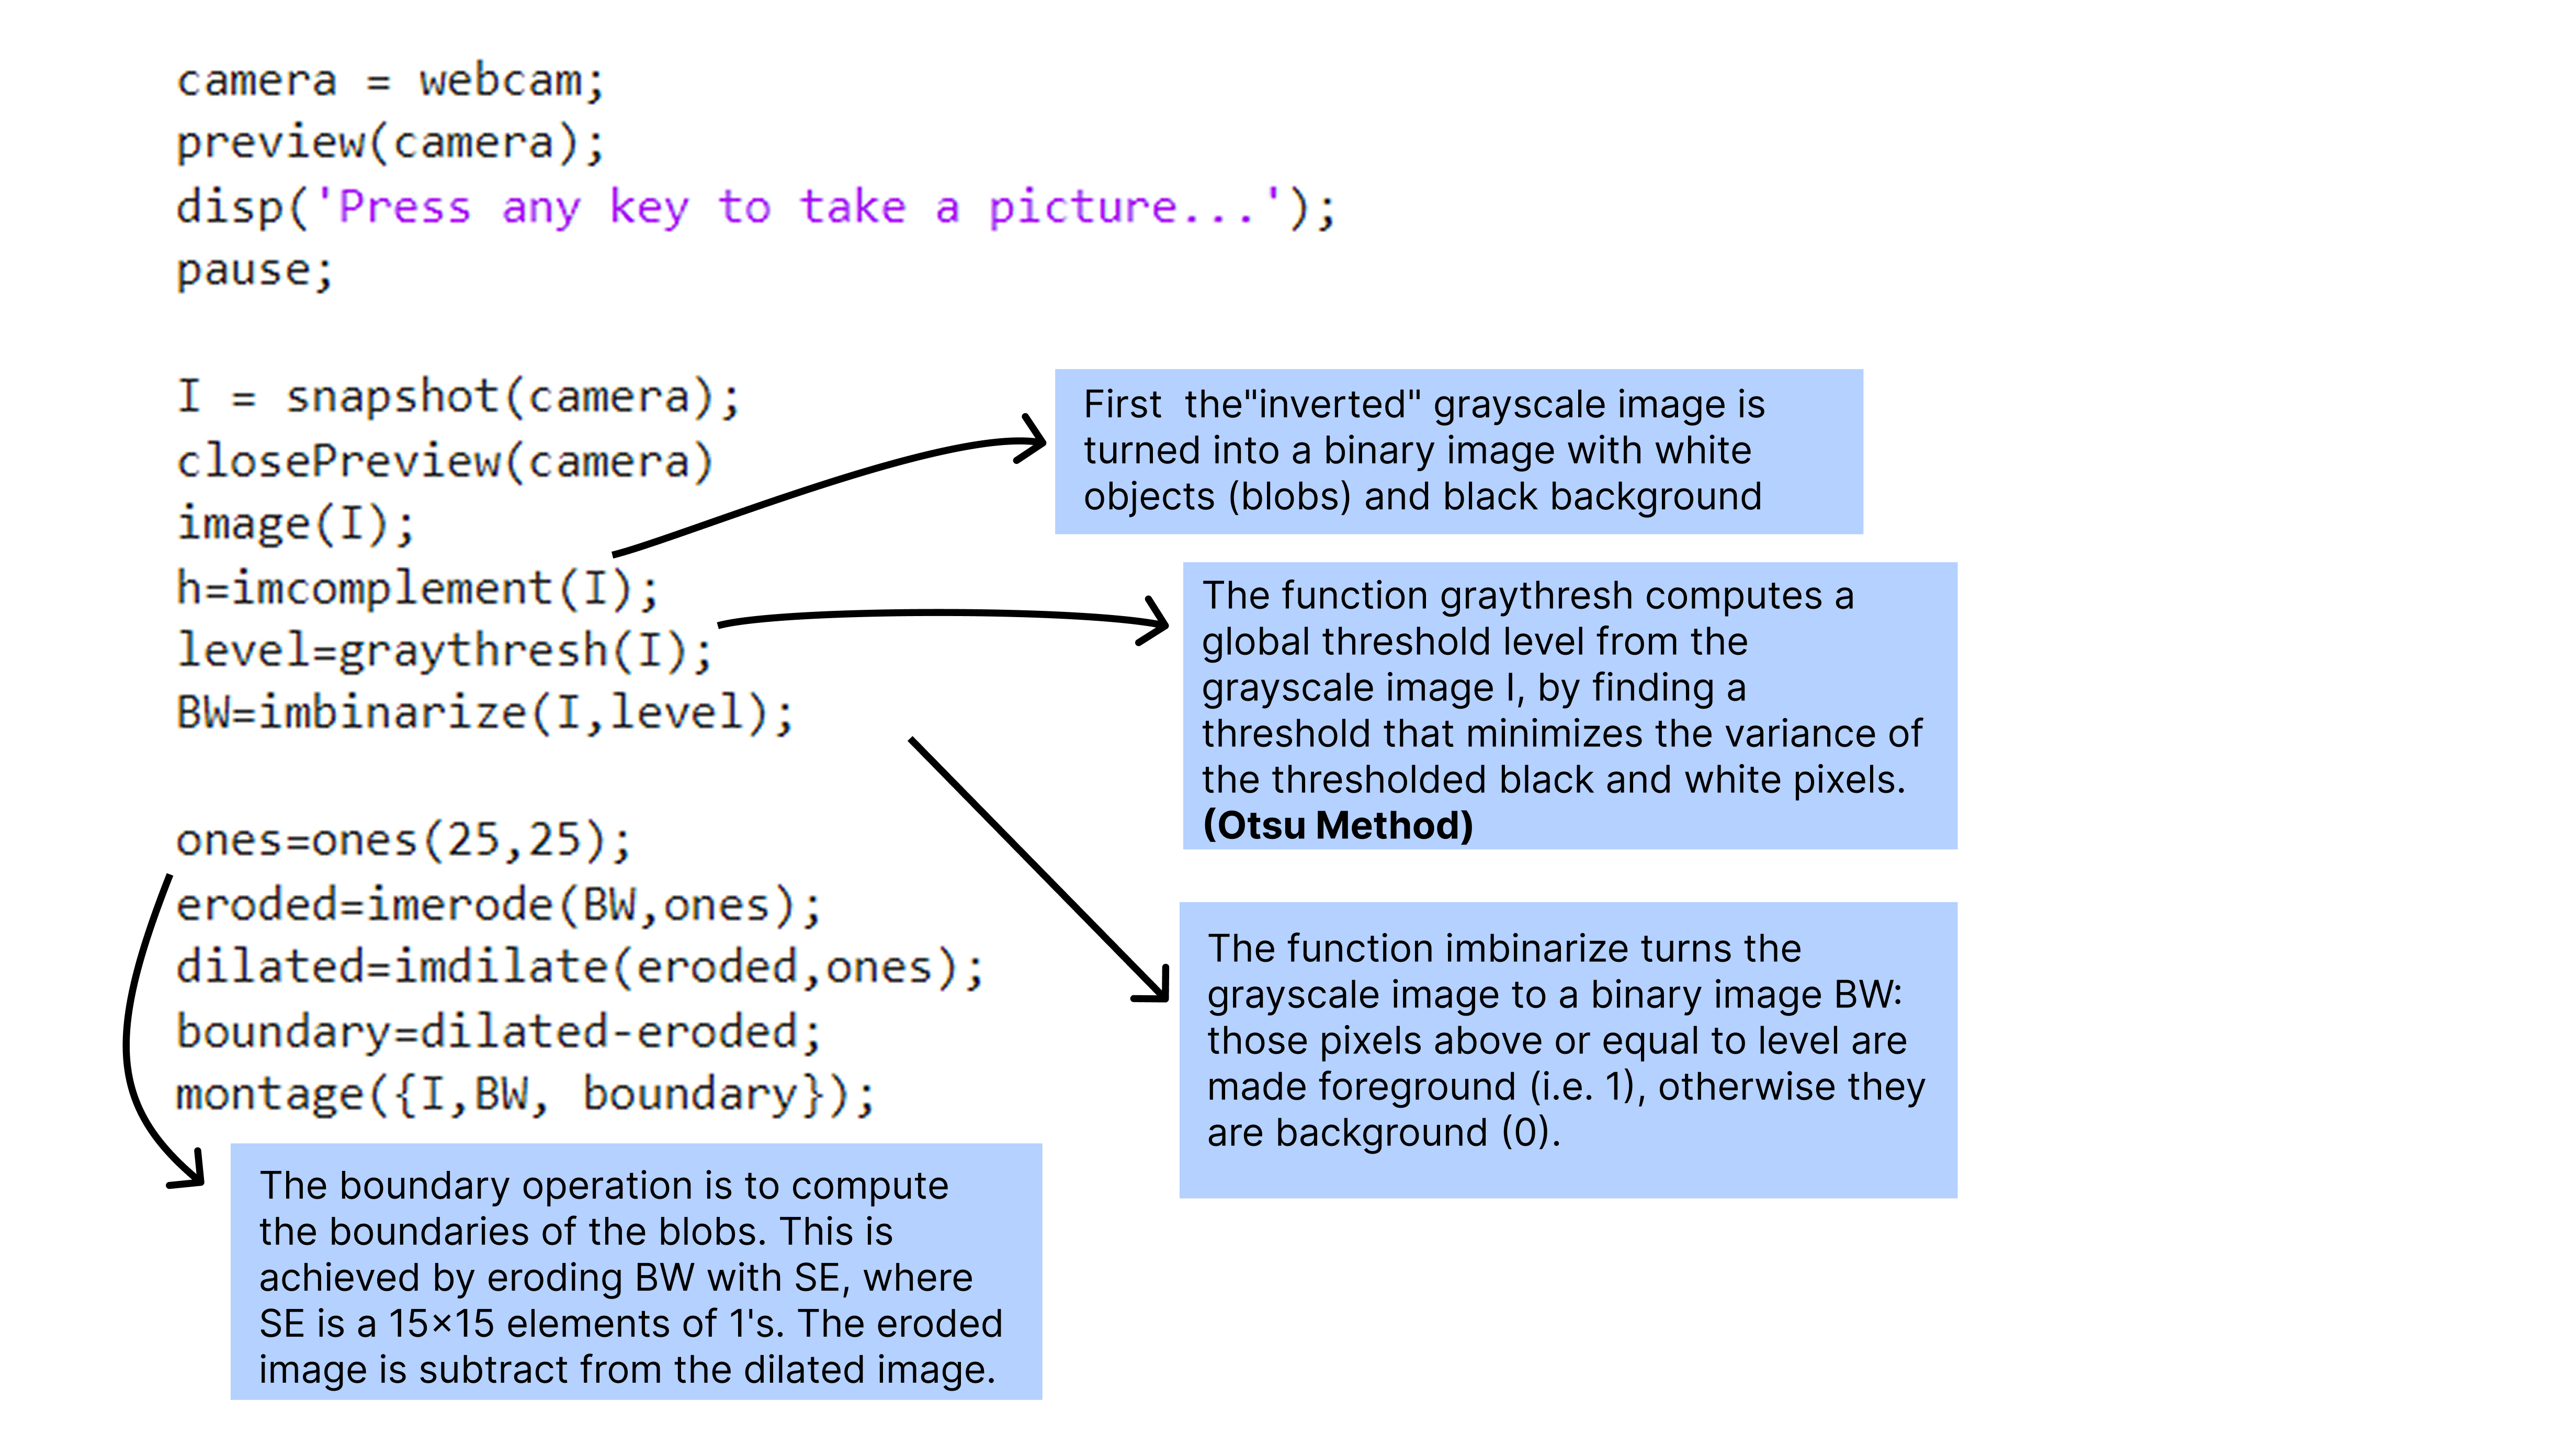 camera = webcam;
preview(camera);
disp('Press any key to take a picture...');
pause;
I = snapshot(camera);
closePreview(camera)
image(I);
h=imcomplement(I);
level=graythresh(I);
BW=imbinarize(I,level);
ones=ones(25,25);
eroded=imerode(BW,ones);
dilated=imdilate(eroded,ones);
boundary=dilated-eroded;
montage({I,BW, boundary});
First  the"inverted" grayscale image is
turned into a binary image with white
objects (blobs) and black background
The function graythresh computes a
global threshold level from the
grayscale image I, by finding a
threshold that minimizes the variance of
the thresholded black and white pixels.
(Otsu Method)
The function imbinarize turns the
grayscale image to a binary image BW:
those pixels above or equal to level are
made foreground (i.e. 1), otherwise they
are background (0).
The boundary operation is to compute
the boundaries of the blobs. This is
achieved by eroding BW with SE, where
SE is a 15×15 elements of 1's. The eroded
image is subtract from the dilated image.